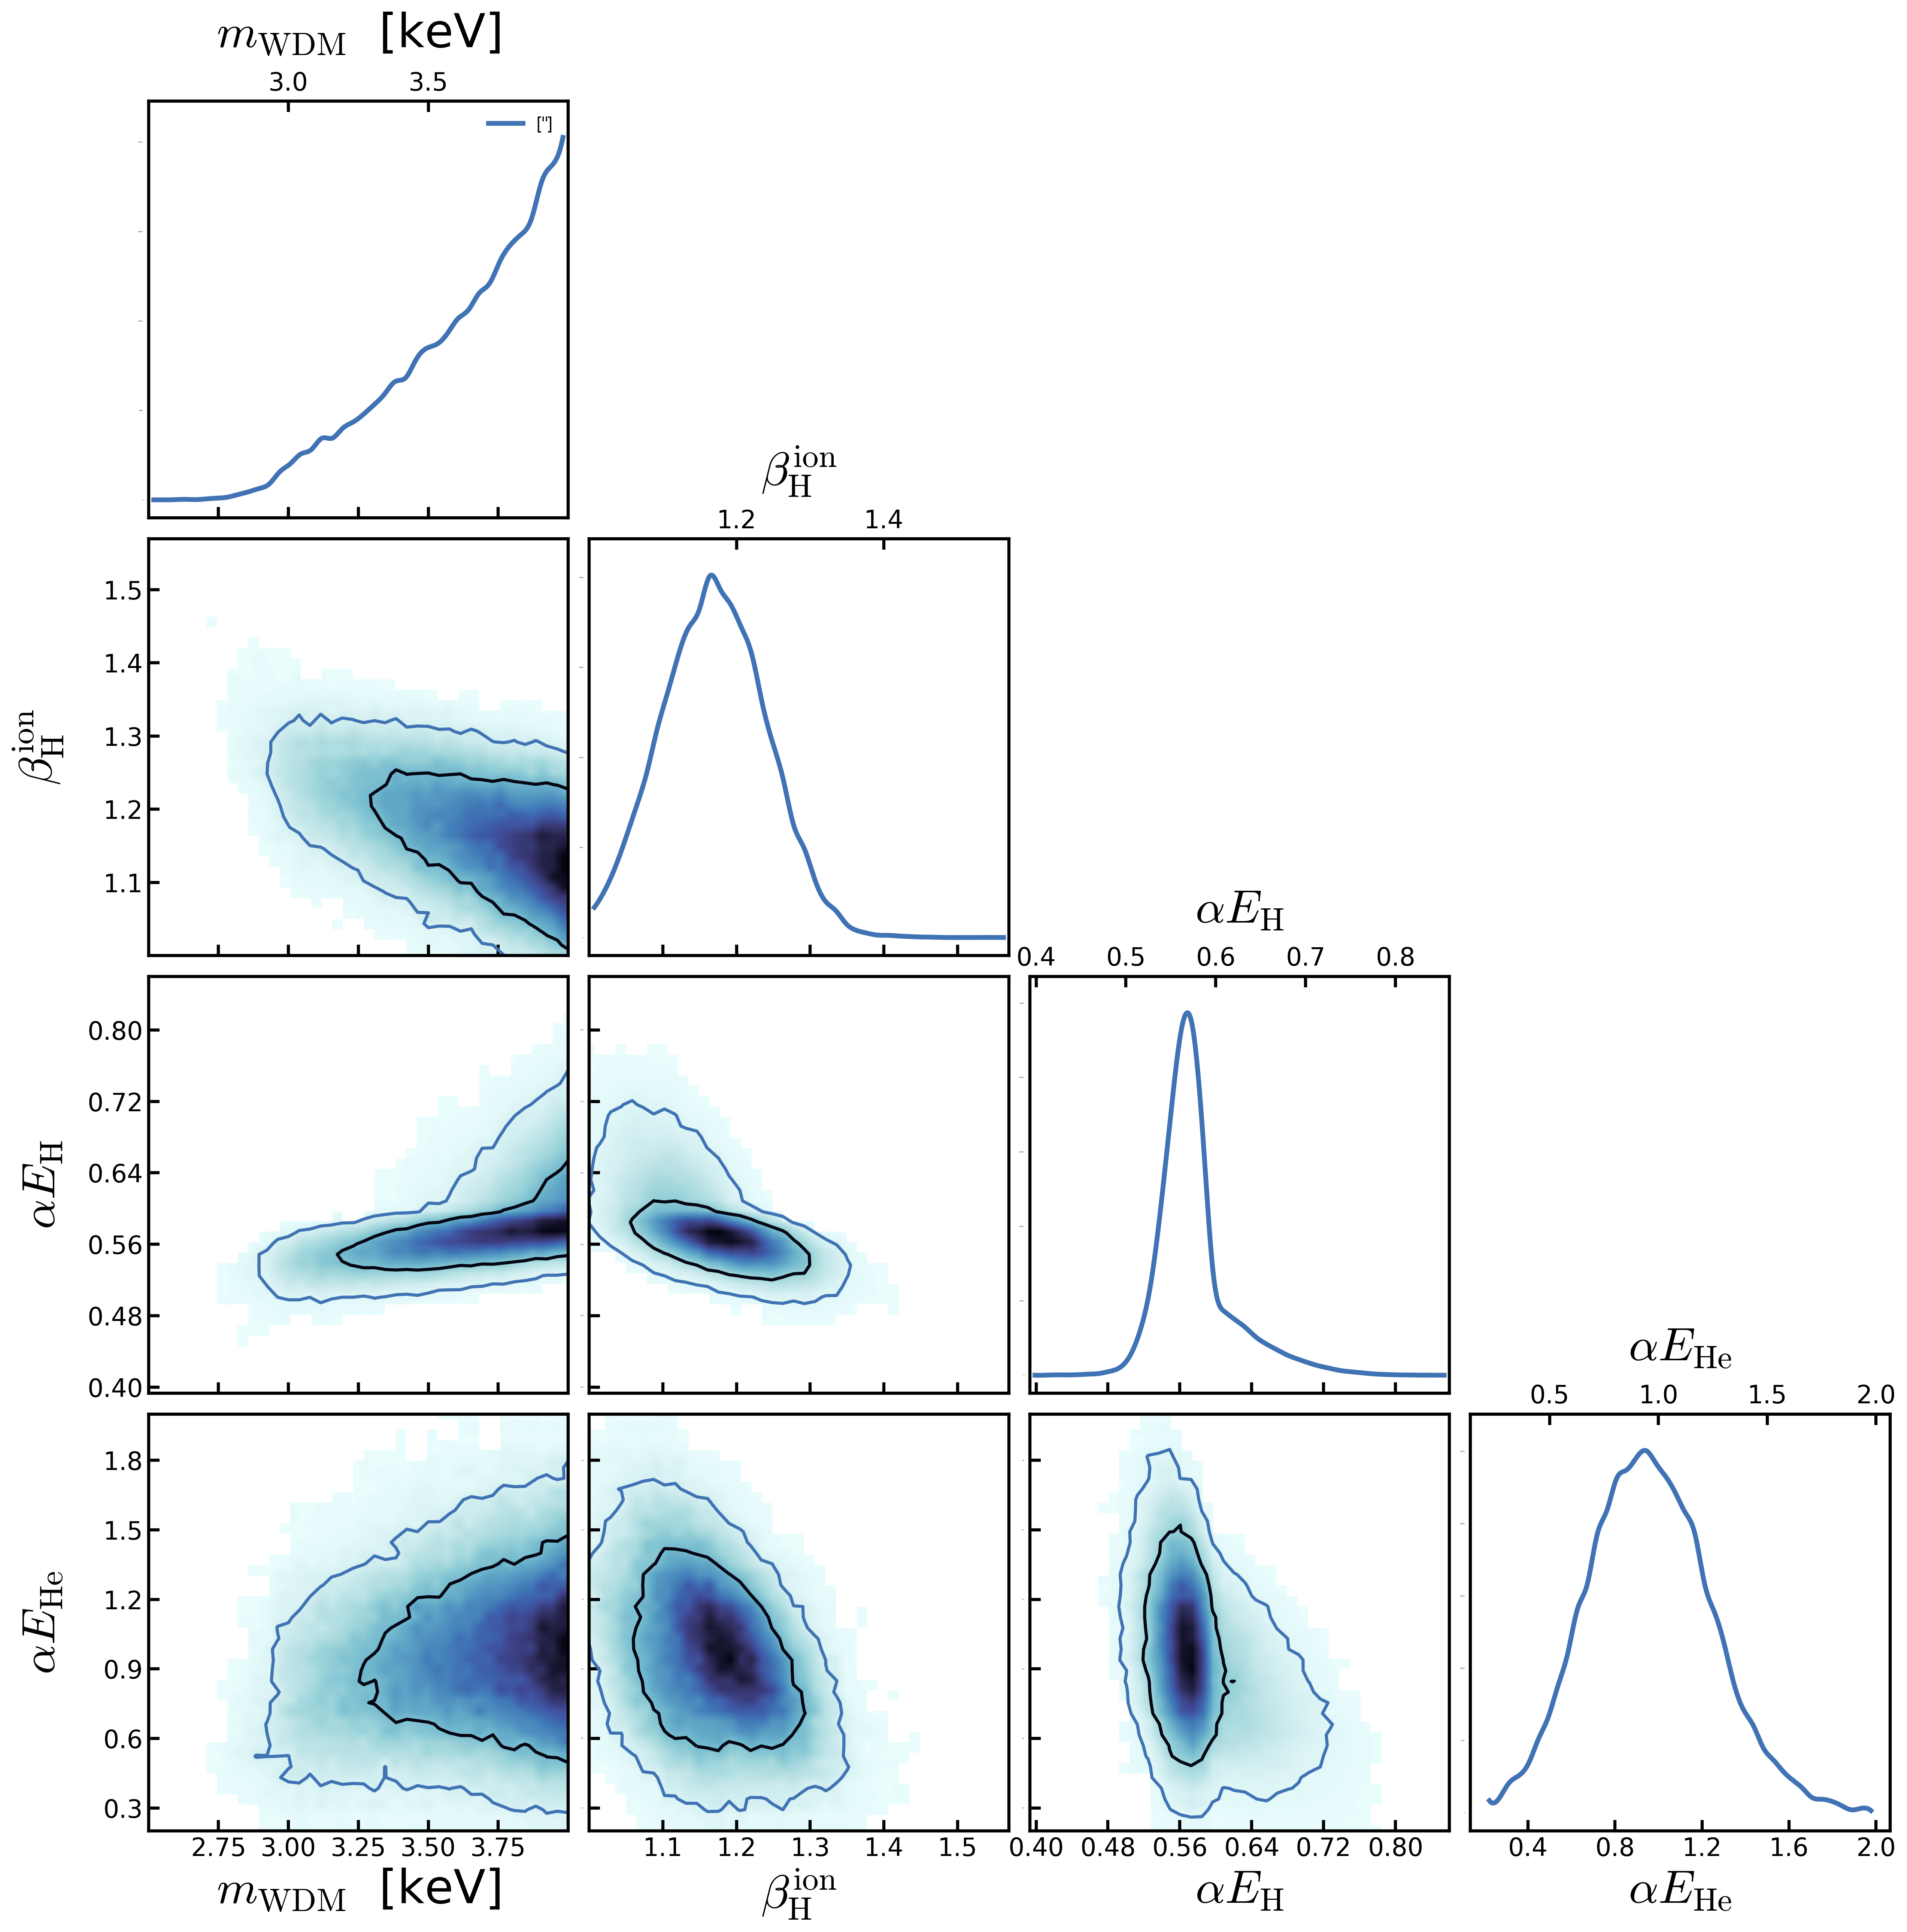 m_WDM [keV]
3.0 3.5
["]
β_H^ion
1.2 1.4
1.5
1.4
1.3
1.2
1.1
β_H^ion
αE_H
0.4 0.5 0.6 0.7 0.8
0.80
0.72
0.64
0.56
0.48
0.40
αE_H
αE_He
0.5 1.0 1.5 2.0
1.8
1.5
1.2
0.9
0.6
0.3
αE_He
2.75 3.00 3.25 3.50 3.75
m_WDM [keV]
1.1 1.2 1.3 1.4 1.5
β_H^ion
0.40 0.48 0.56 0.64 0.72 0.80
αE_H
0.4 0.8 1.2 1.6 2.0
αE_He